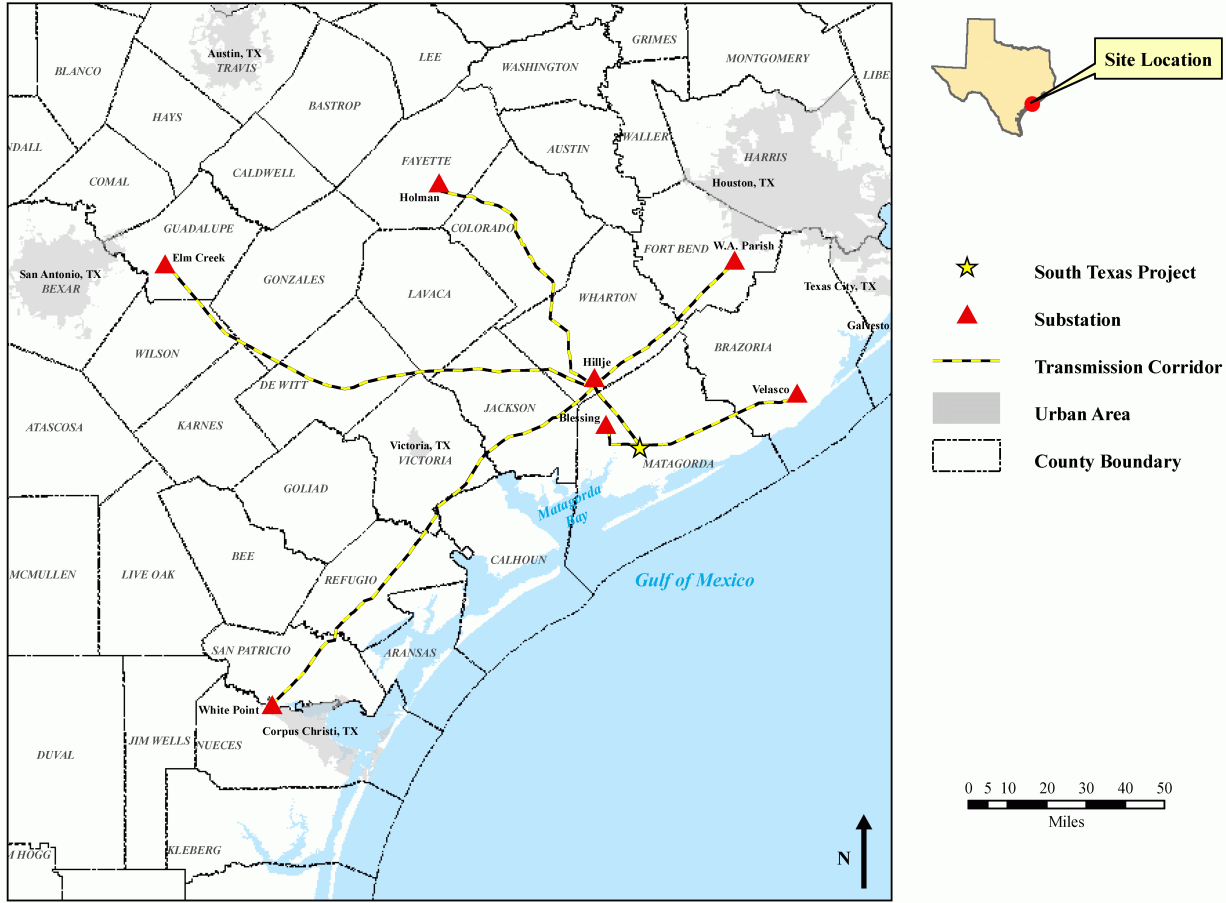 GRIMES
MONTGOMERY
LIBE
LEE
WASHINGTON
Austin, TX
TRAVIS
BLANCO
BASTROP
HAYS
WALLER
AUSTIN
HARRIS
NDALL
FAYETTE
CALDWELL
COMAL
Houston, TX
Holman
GUADALUPE
COLORADO
FORT BEND
W.A. Parish
Elm Creek
San Antonio, TX
BEXAR
GONZALES
LAVACA
WHARTON
Texas City, TX
Galvesto
WILSON
BRAZORIA
Hillje
DE WITT
Velasco
JACKSON
Blessing
KARNES
ATASCOSA
Victoria, TX
VICTORIA
MATAGORDA
GOLIAD
Matagorda
Bay
BEE
CALHOUN
MCMULLEN
LIVE OAK
REFUGIO
Gulf of Mexico
SAN PATRICIO
ARANSAS
White Point
Corpus Christi, TX
DUVAL
JIM WELLS
NUECES
KLEBERG
M HOGG
N
Site Location
South Texas Project
Substation
Transmission Corridor
Urban Area
County Boundary
0 5 10 20 30 40 50
Miles